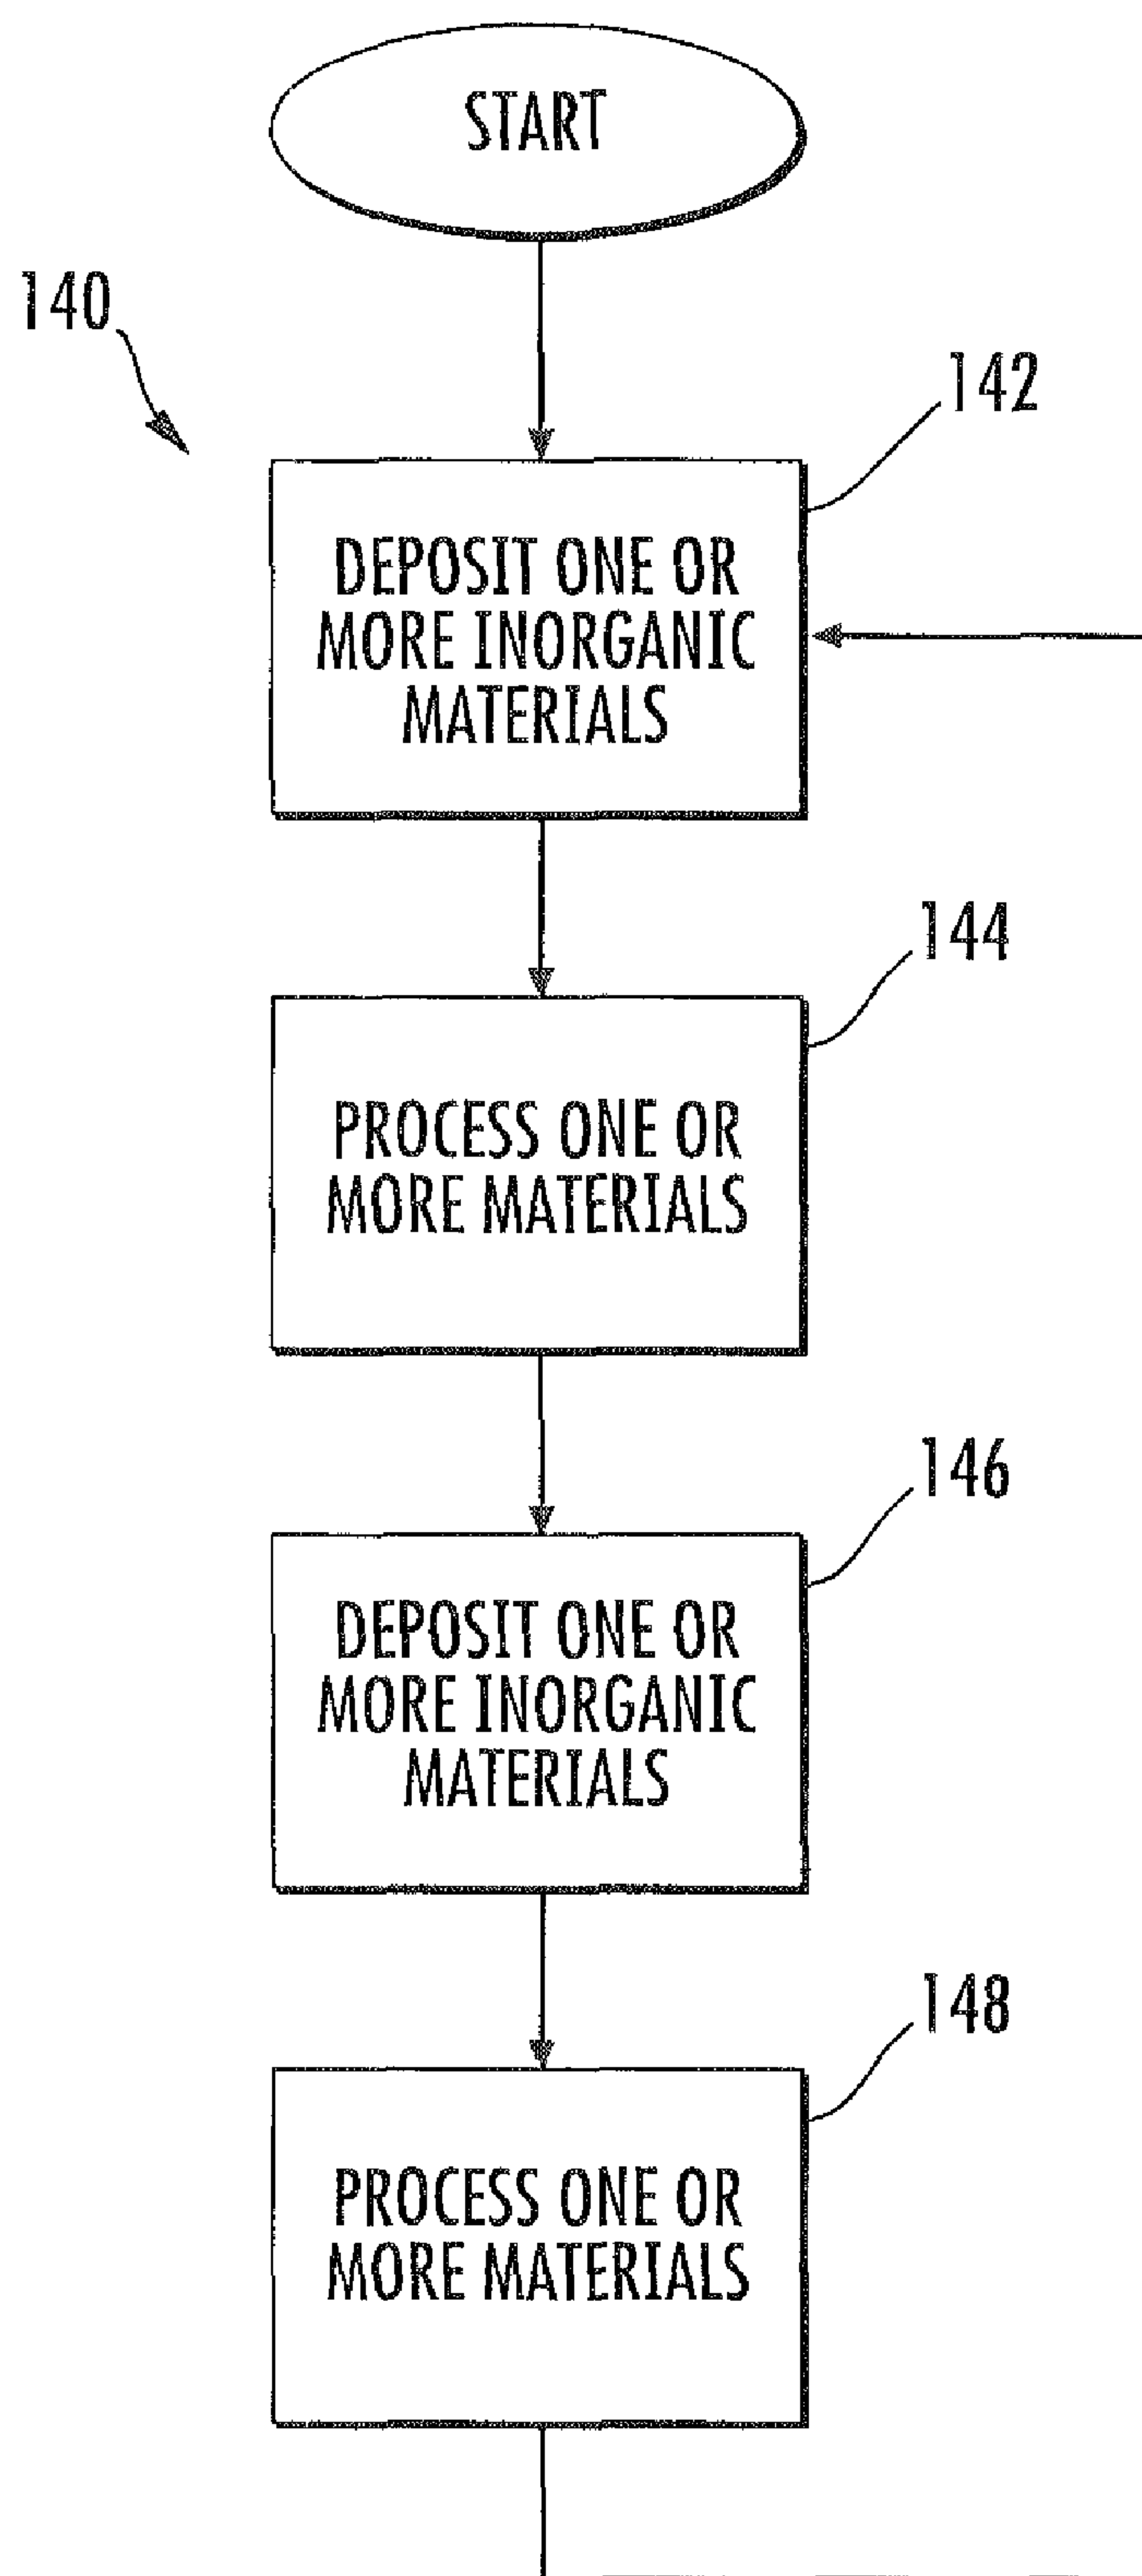 START
140
142
DEPOSIT ONE OR
MORE INORGANIC
MATERIALS
144
PROCESS ONE OR
MORE MATERIALS
146
DEPOSIT ONE OR
MORE INORGANIC
MATERIALS
148
PROCESS ONE OR
MORE MATERIALS